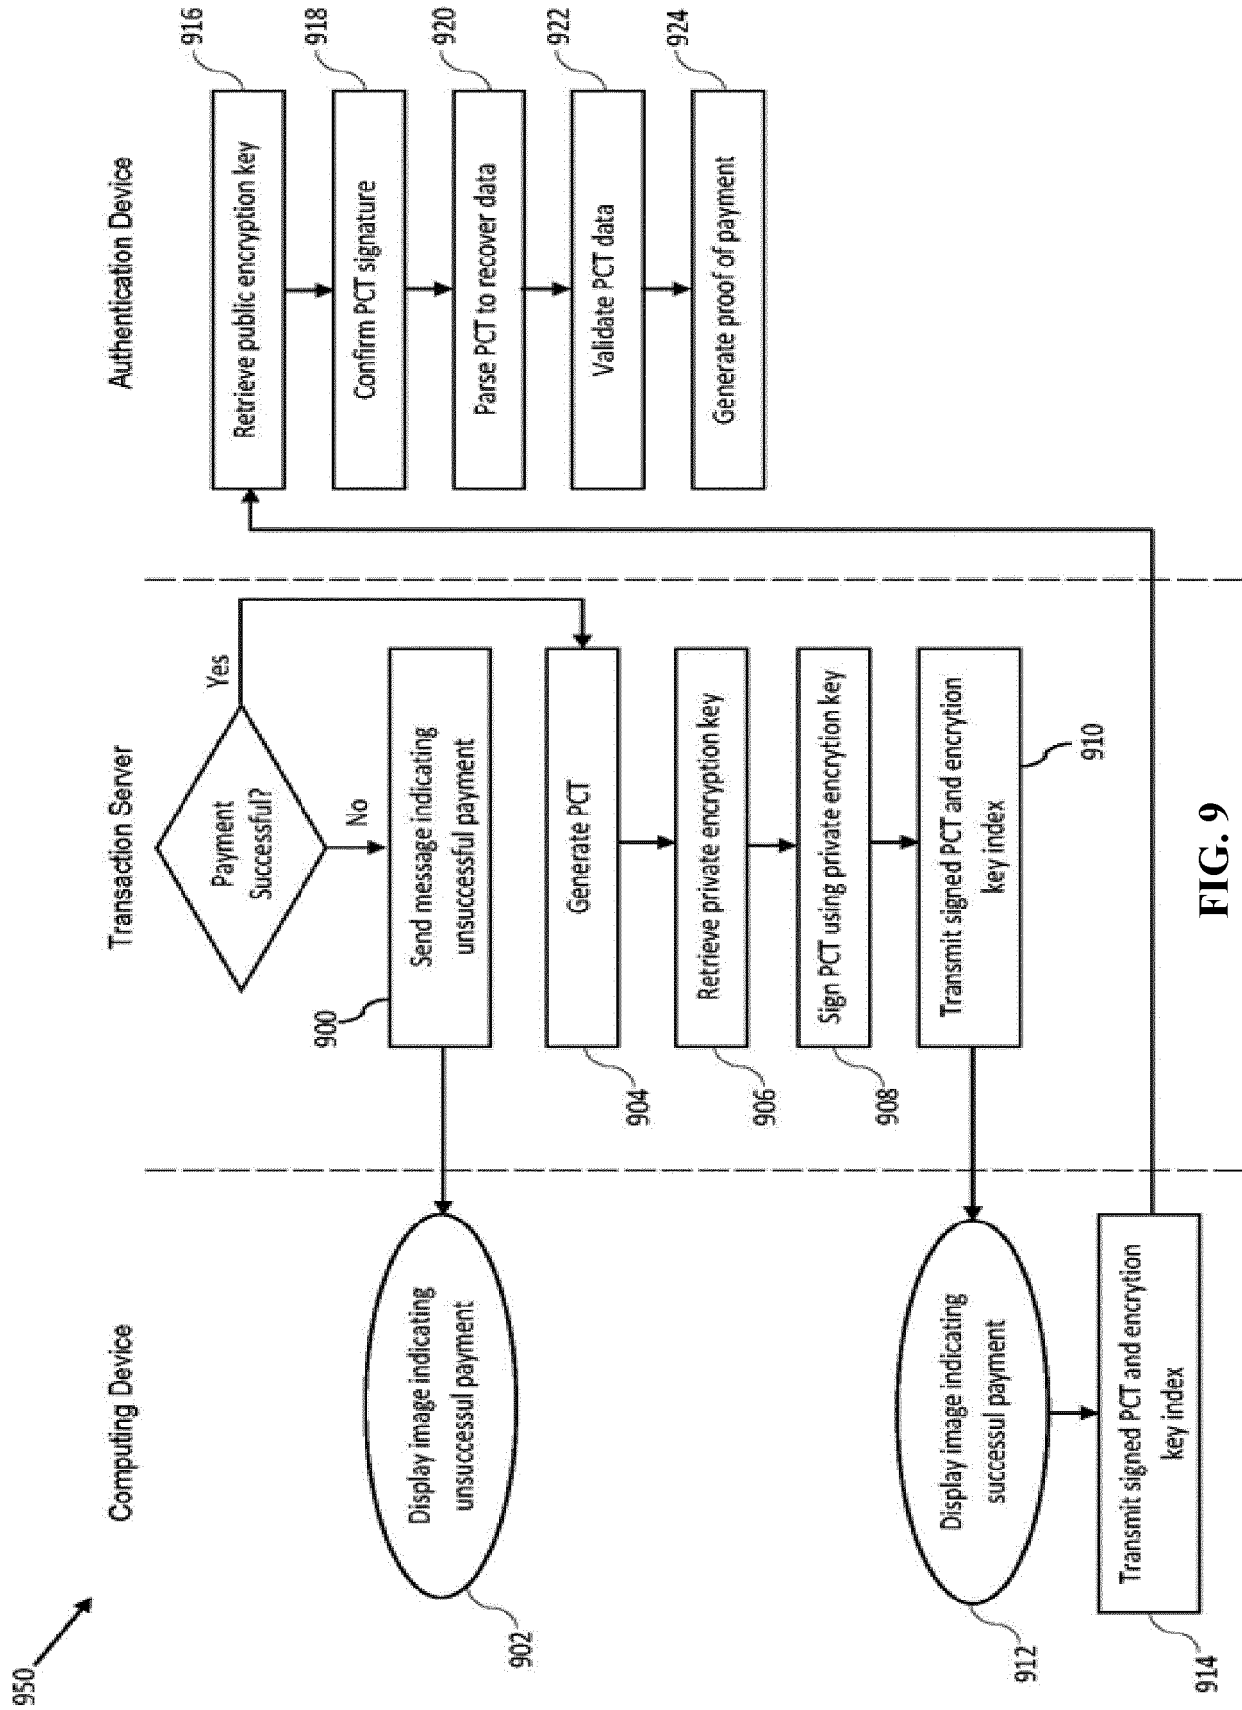 950
Computing Device
Transaction Server
Authentication Device
Payment
Successful?
Yes
No
900
Send message indicating
unsuccessful payment
Display image indicating
unsuccessul payment
902
Generate PCT
904
Retrieve private encryption key
906
Sign PCT using private encrytion key
908
Transmit signed PCT and encrytion
key index
910
Display image indicating
successul payment
912
Transmit signed PCT and encrytion
key index
914
Retrieve public encryption key
916
Confirm PCT signature
918
Parse PCT to recover data
920
Validate PCT data
922
Generate proof of payment
924
FIG. 9